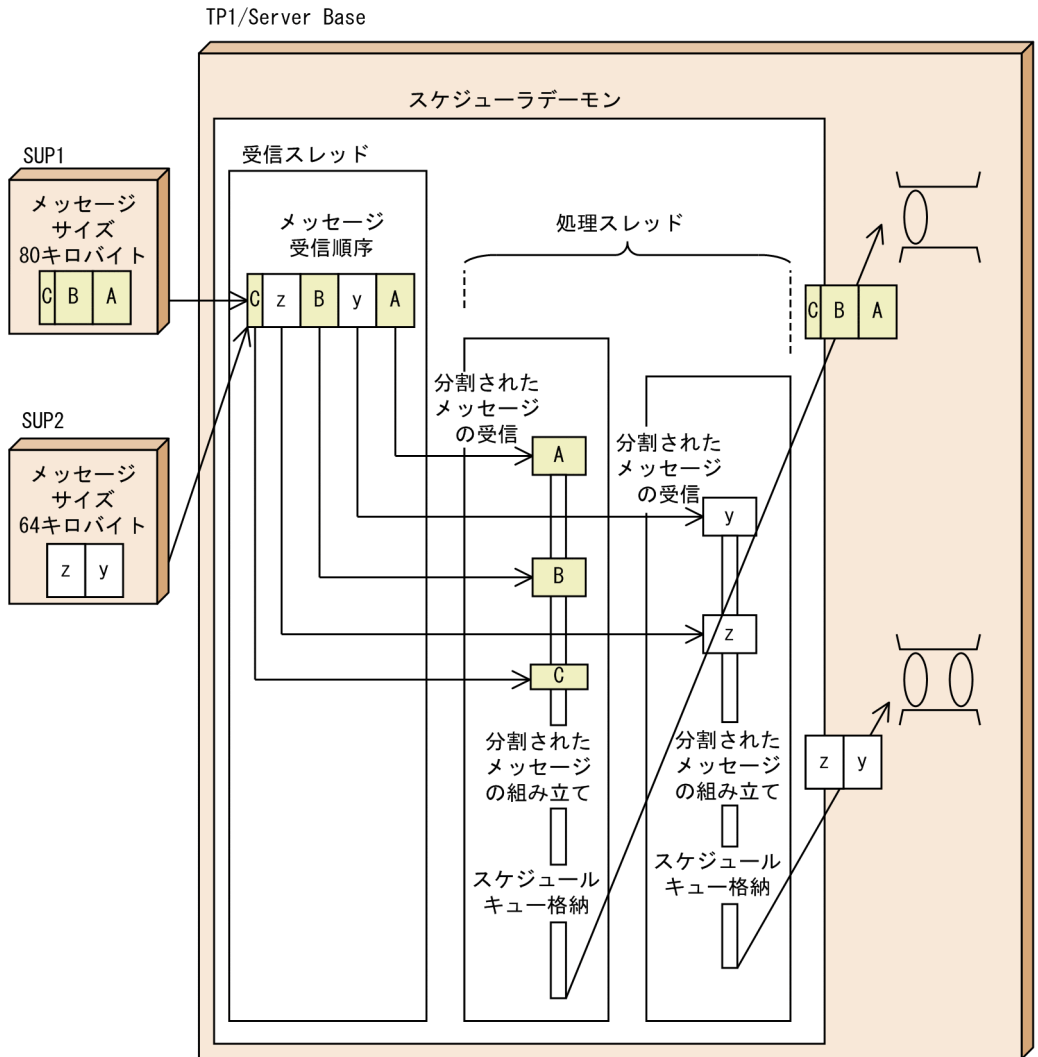 TP1/Server Base
スケジューラデーモン
SUP1
メッセージ
サイズ
80キロバイト
C B A
SUP2
メッセージ
サイズ
64キロバイト
z y
受信スレッド
メッセージ
受信順序
C z B y A
処理スレッド
分割された
メッセージ
の受信
A
B
C
分割された
メッセージ
の組み立て
スケジュール
キュー格納
分割された
メッセージ
の受信
y
z
分割された
メッセージ
の組み立て
スケジュール
キュー格納
C B A
z y